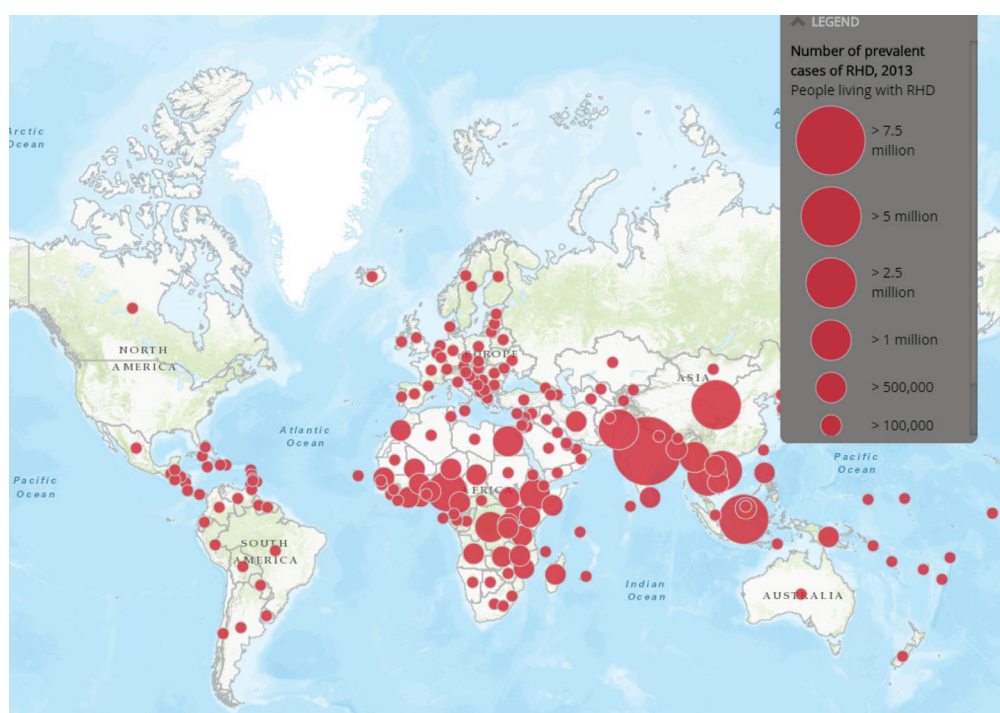 LEGEND
Number of prevalent
cases of RHD, 2013
People living with RHD
> 7.5
million
> 5 million
> 2.5
million
> 1 million
> 500,000
> 100,000
Arctic
Ocean
NORTH
AMERICA
EUROPE
ASIA
Atlantic
Ocean
Pacific
Ocean
Pacific
Ocean
AFRICA
SOUTH
AMERICA
Indian
Ocean
AUSTRALIA